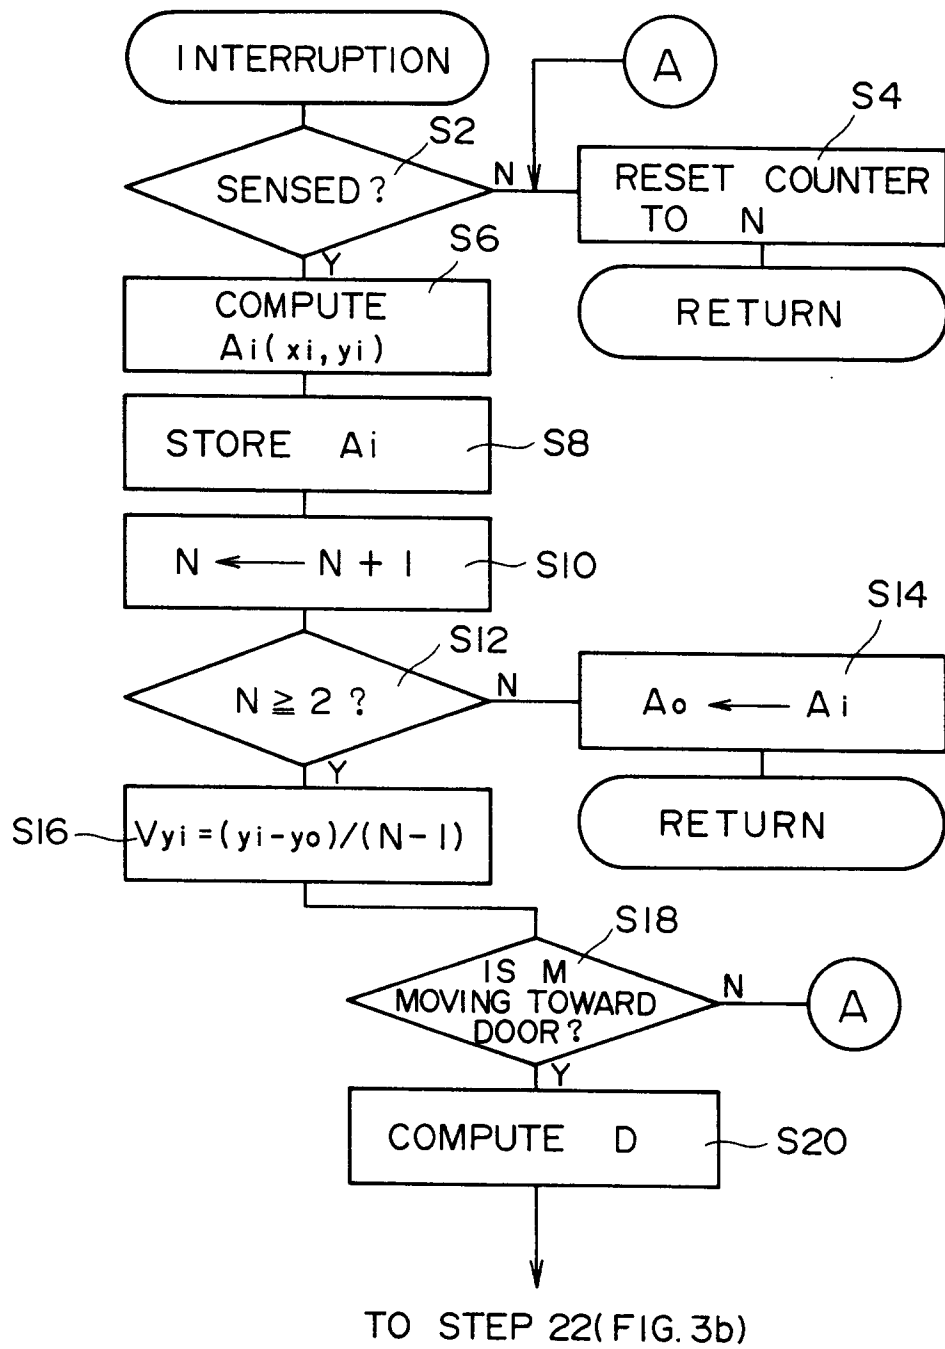 INTERRUPTION
A
S2
S4
SENSED?
N
RESET COUNTER
TO N
Y
S6
COMPUTE
Ai(xi, yi)
RETURN
STORE Ai
S8
N ← N + 1
S10
S12
S14
N ≧ 2 ?
N
Ao ← Ai
Y
S16
Vyi = (yi-yo)/(N-1)
RETURN
S18
IS M
MOVING TOWARD
DOOR?
N
A
Y
COMPUTE D
S20
TO STEP 22(FIG. 3b)